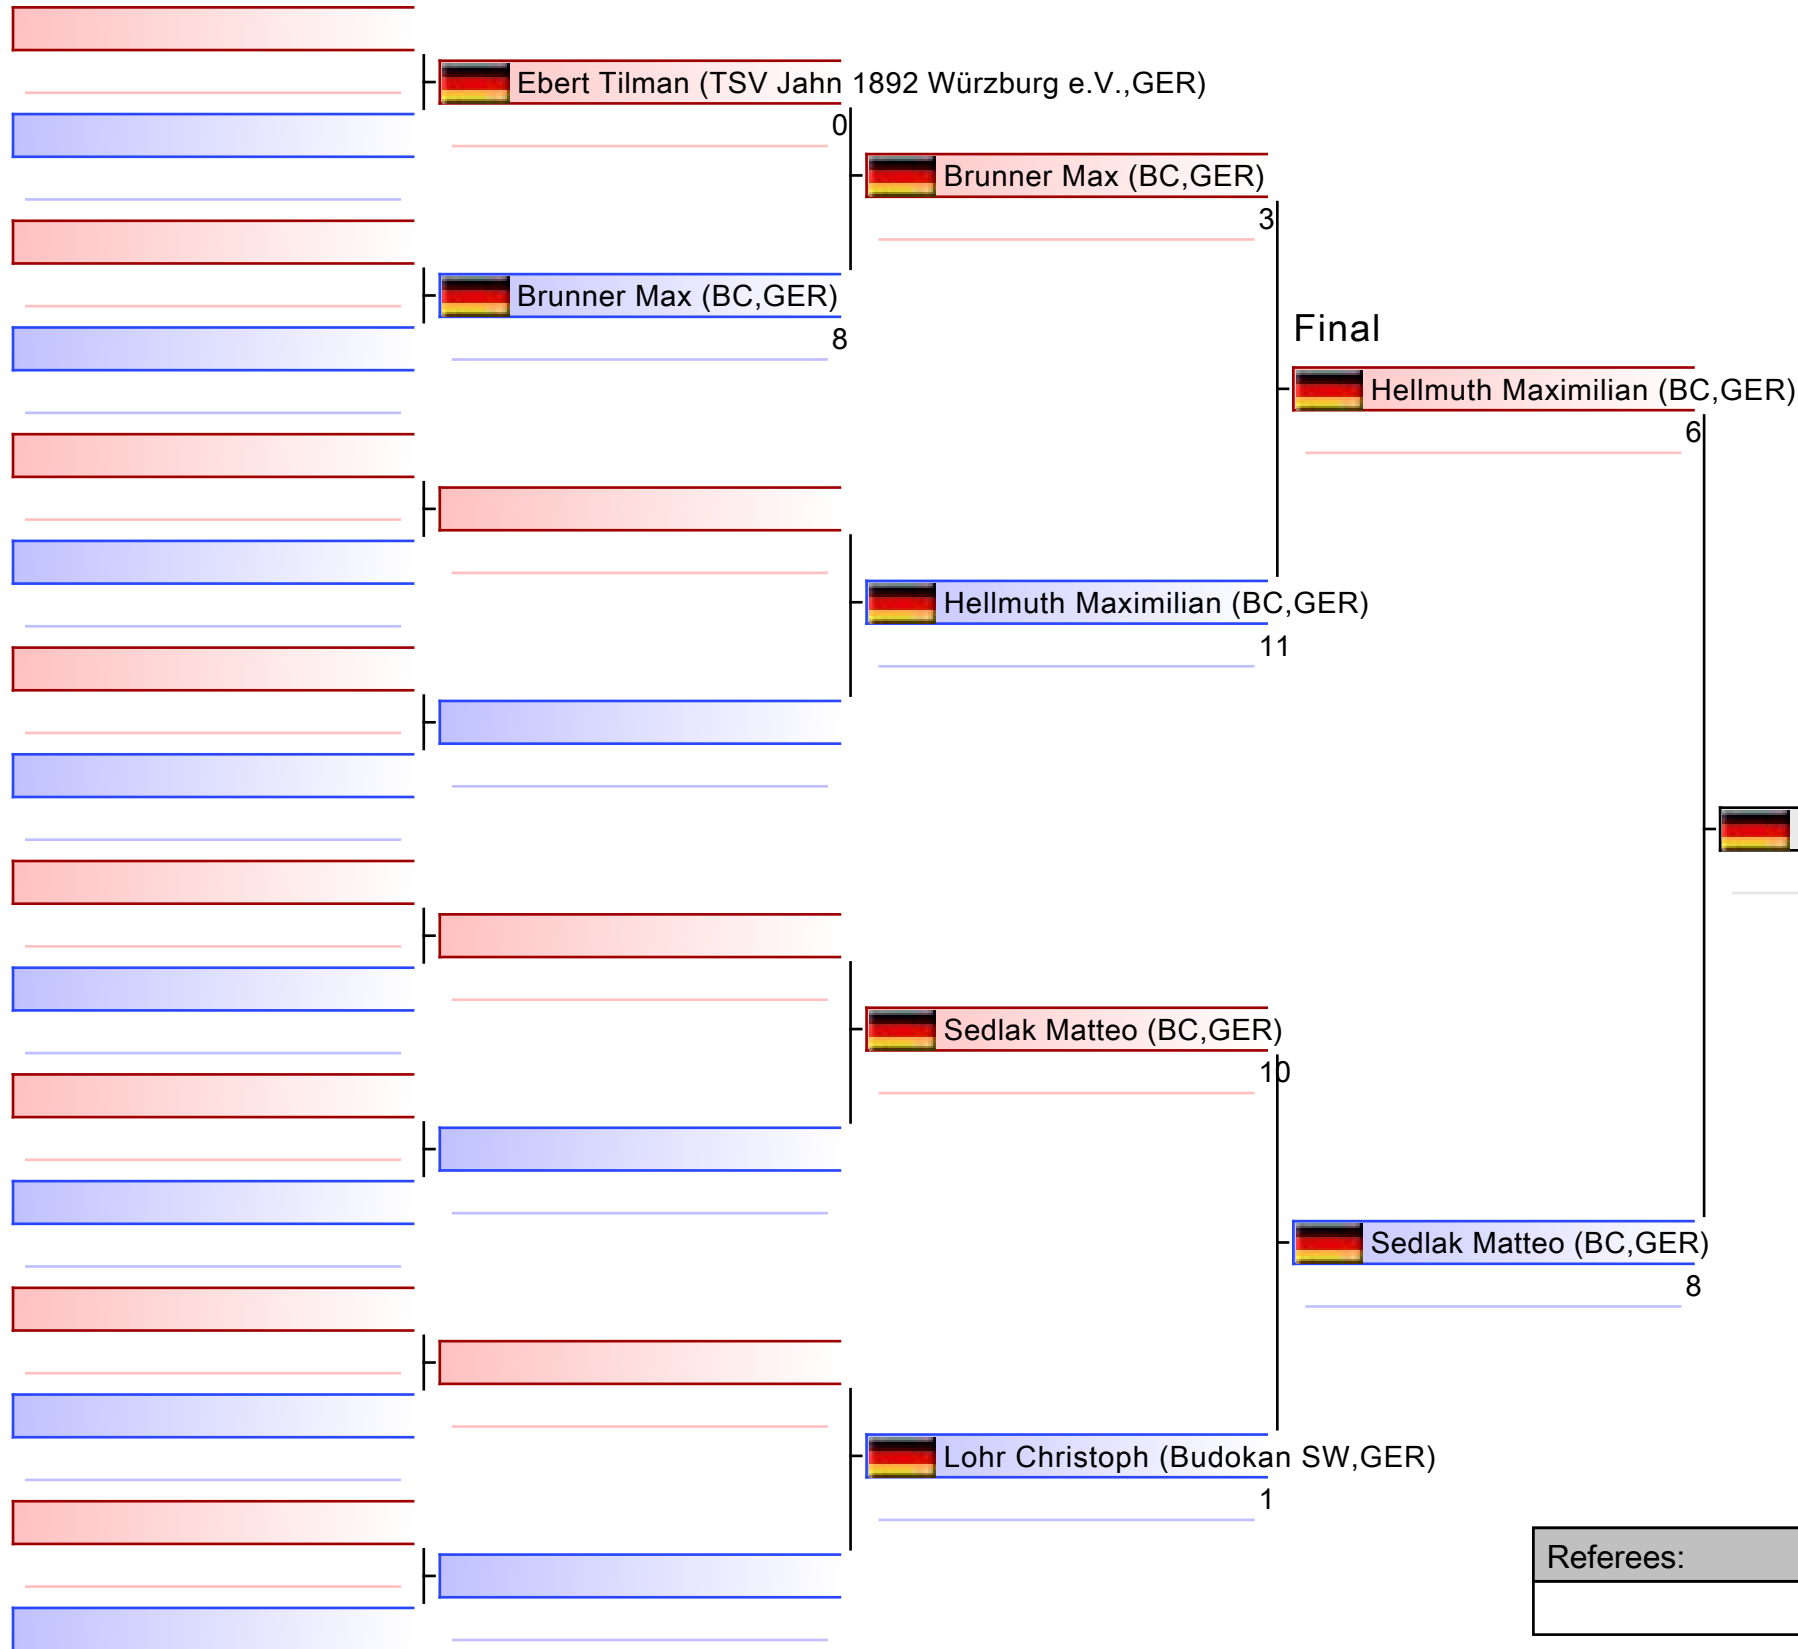 Ebert Tilman (TSV Jahn 1892 Würzburg e.V.,GER)
0
Brunner Max (BC,GER)
3
Brunner Max (BC,GER)
8
Final
Hellmuth Maximilian (BC,GER)
6
Hellmuth Maximilian (BC,GER)
11
Sedlak Matteo (BC,GER)
10
Sedlak Matteo (BC,GER)
8
Lohr Christoph (Budokan SW,GER)
1
Referees: